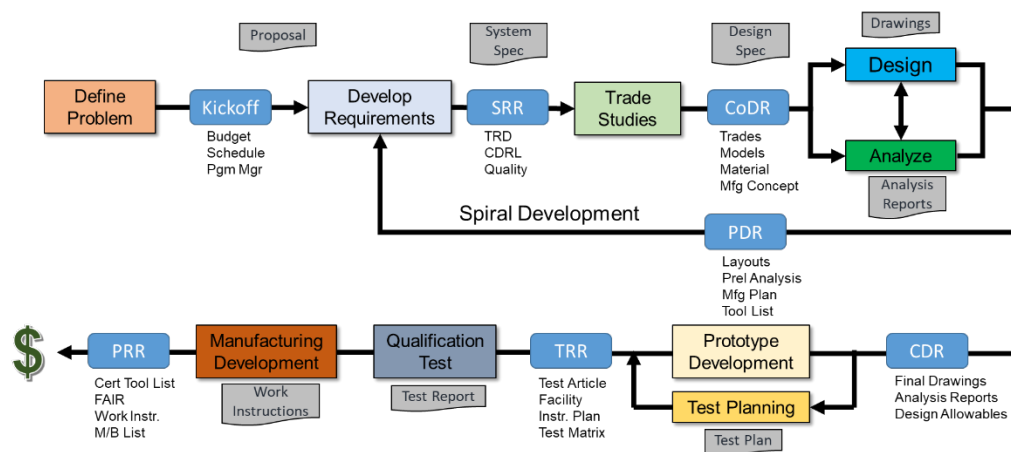 Proposal
System
Spec
Design
Spec
Drawings
Define
Problem
Kickoff
Budget
Schedule
Pgm Mgr
Develop
Requirements
SRR
TRD
CDRL
Quality
Trade
Studies
CoDR
Trades
Models
Material
Mfg Concept
Design
Analyze
Analysis
Reports
Spiral Development
PDR
Layouts
Prel Analysis
Mfg Plan
Tool List
$
PRR
Cert Tool List
FAIR
Work Instr.
M/B List
Manufacturing
Development
Work
Instructions
Qualification
Test
Test Report
TRR
Test Article
Facility
Instr. Plan
Test Matrix
Prototype
Development
Test Planning
Test Plan
CDR
Final Drawings
Analysis Reports
Design Allowables